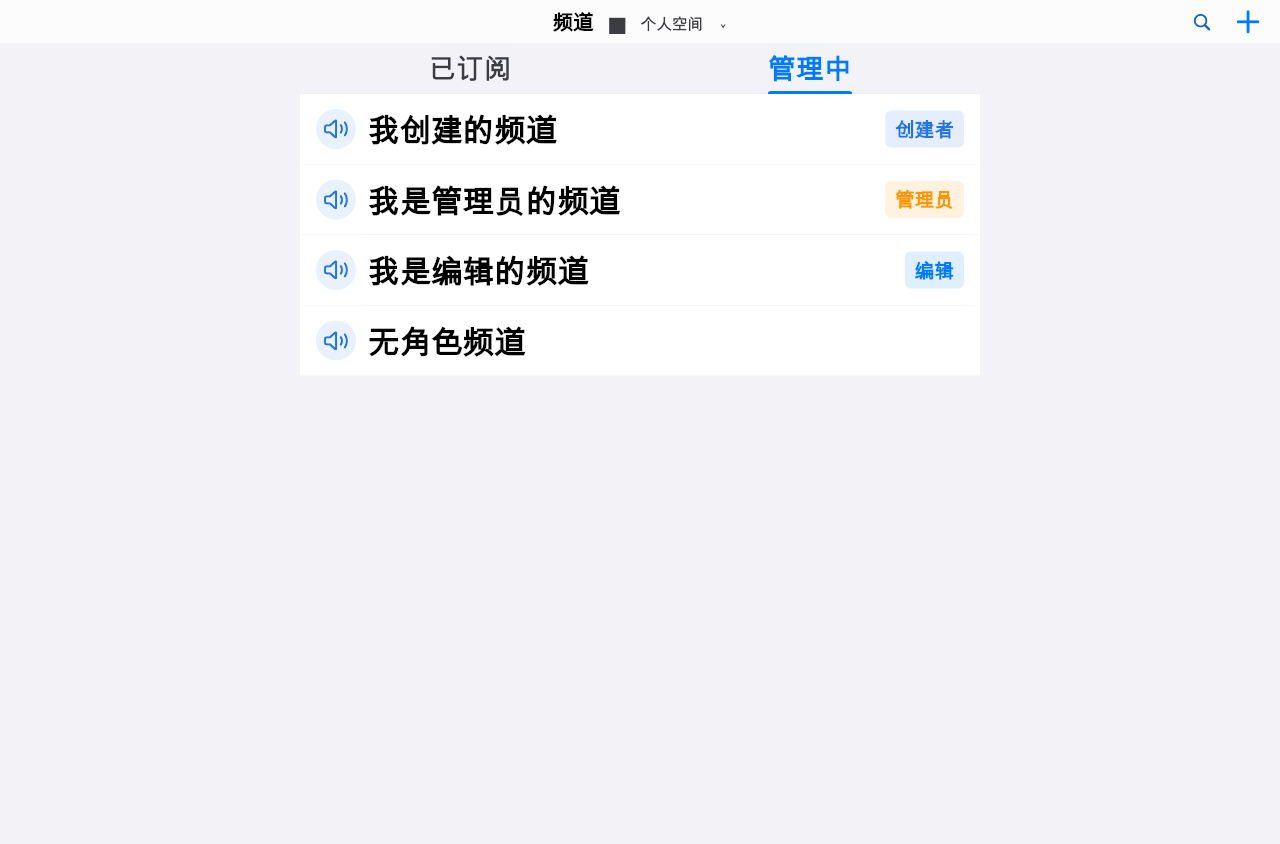 频道 个人空间
已订阅 管理中
我创建的频道 创建者
我是管理员的频道 管理员
我是编辑的频道 编辑
无角色频道